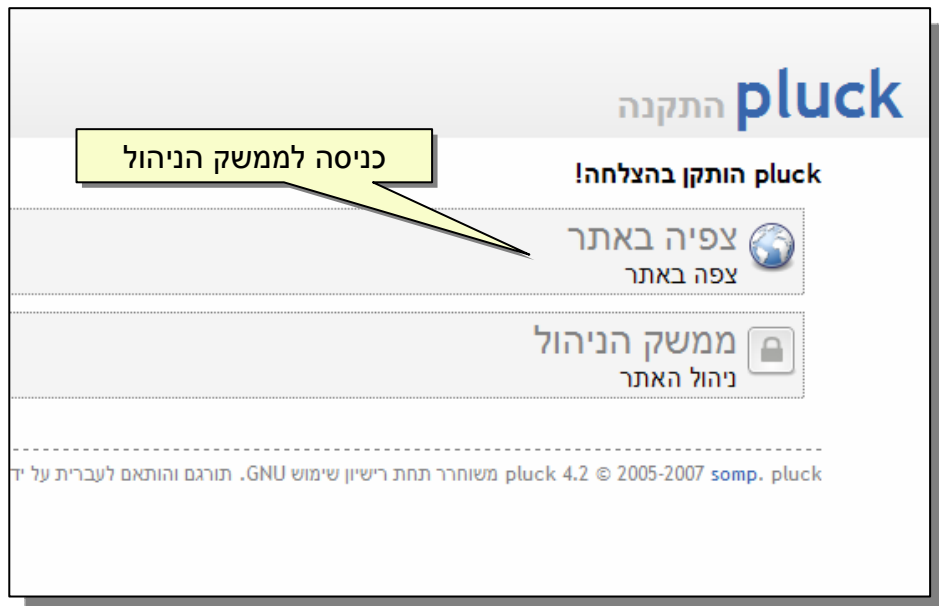 pluck התקנה
כניסה לממשק הניהול
pluck הותקן בהצלחה!
צפיה באתר
צפה באתר
ממשק הניהול
ניהול האתר
pluck 4.2 © 2005-2007 somp. pluck משוחרר תחת רישיון שימוש GNU. תורגם והותאם לעברית על